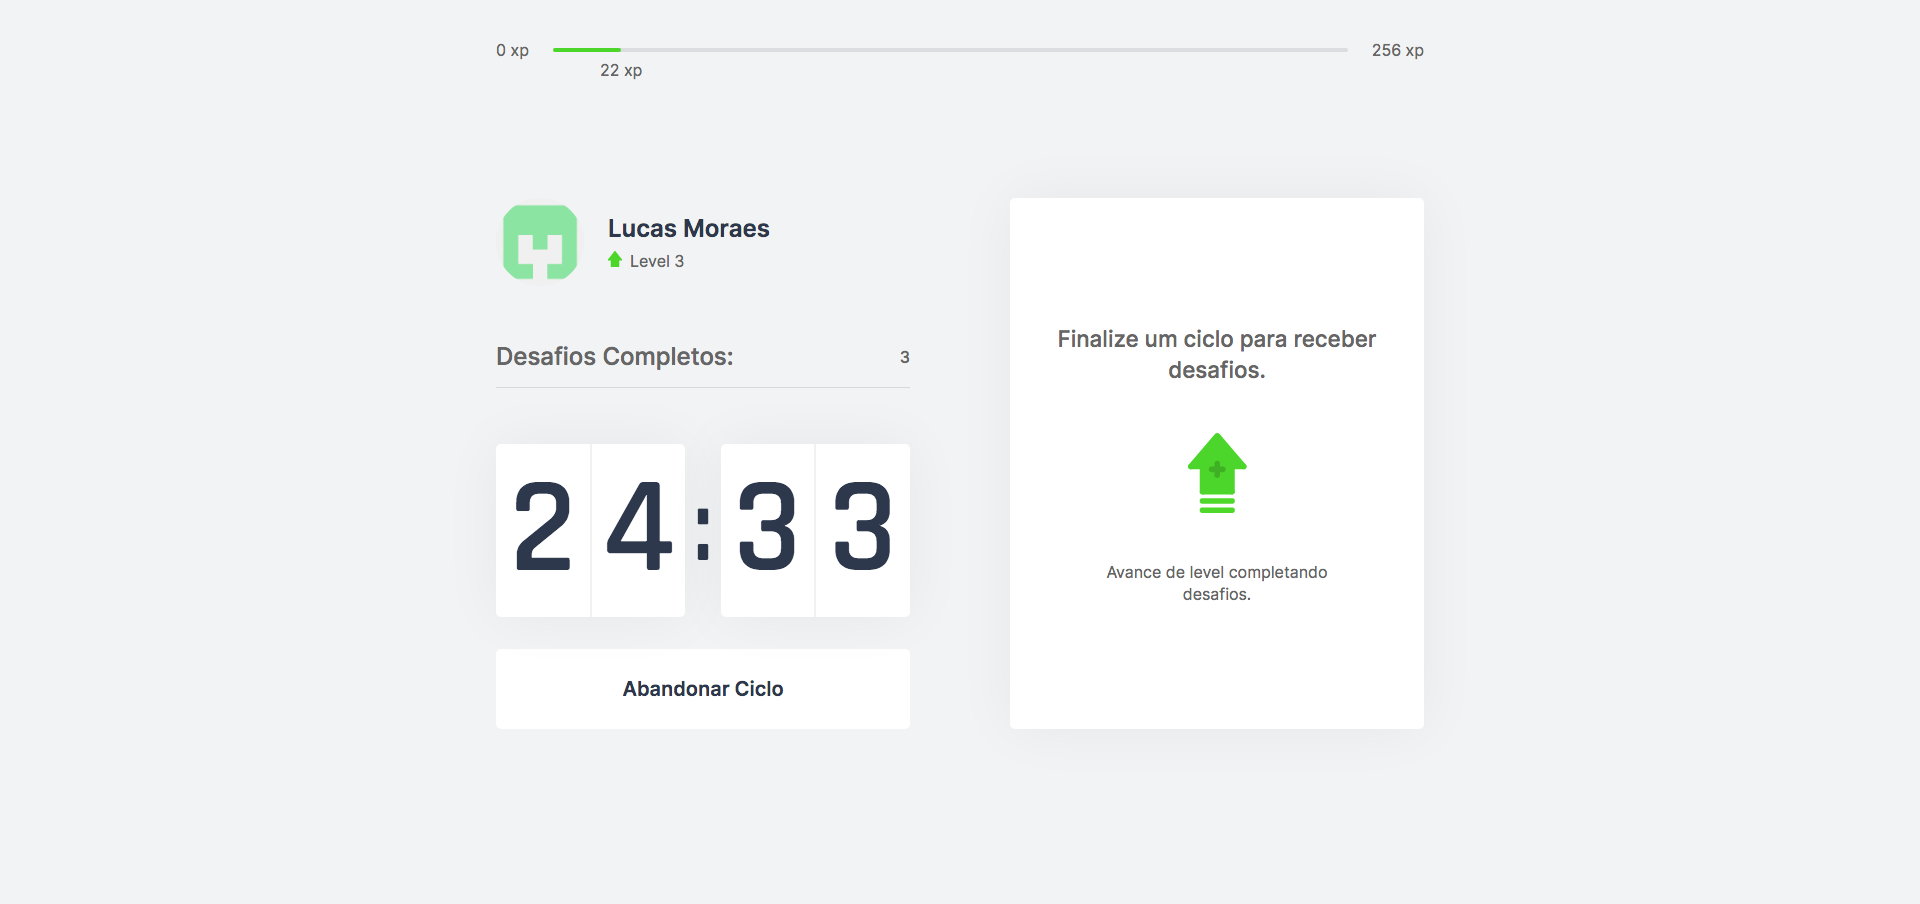 0 xp
256 xp
22 xp
Lucas Moraes
Level 3
Desafios Completos:
3
24:33
Abandonar Ciclo
Finalize um ciclo para receber
desafios.
Avance de level completando
desafios.